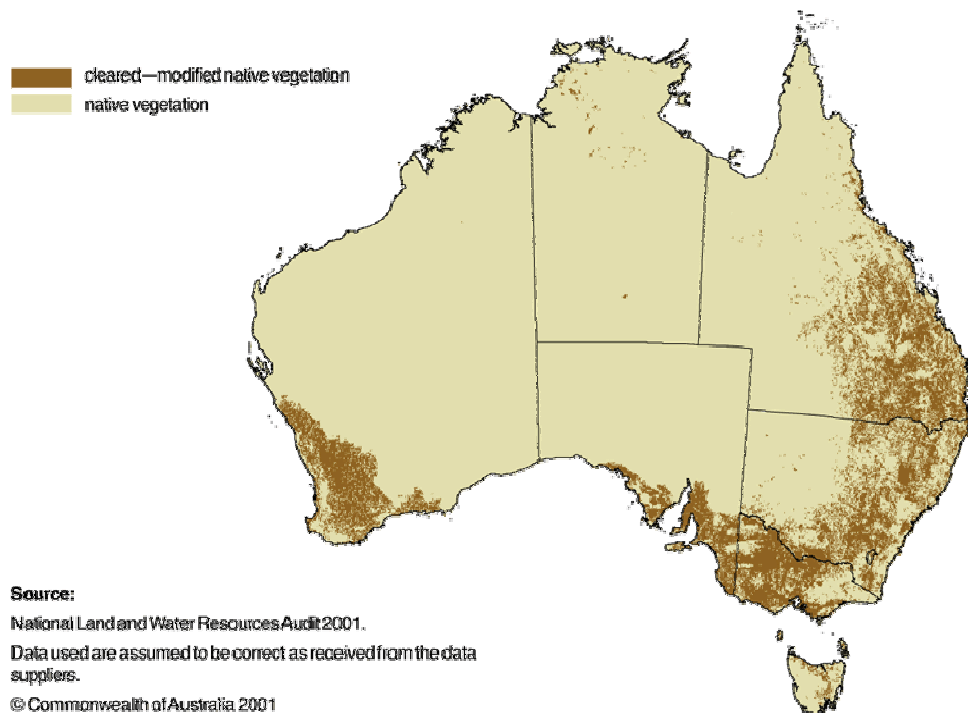 cleared—modified native vegetation
native vegetation
Source:
National Land and Water Resources Audit 2001.
Data used are assumed to be correct as received from the data
suppliers.
© Commonwealth of Australia 2001